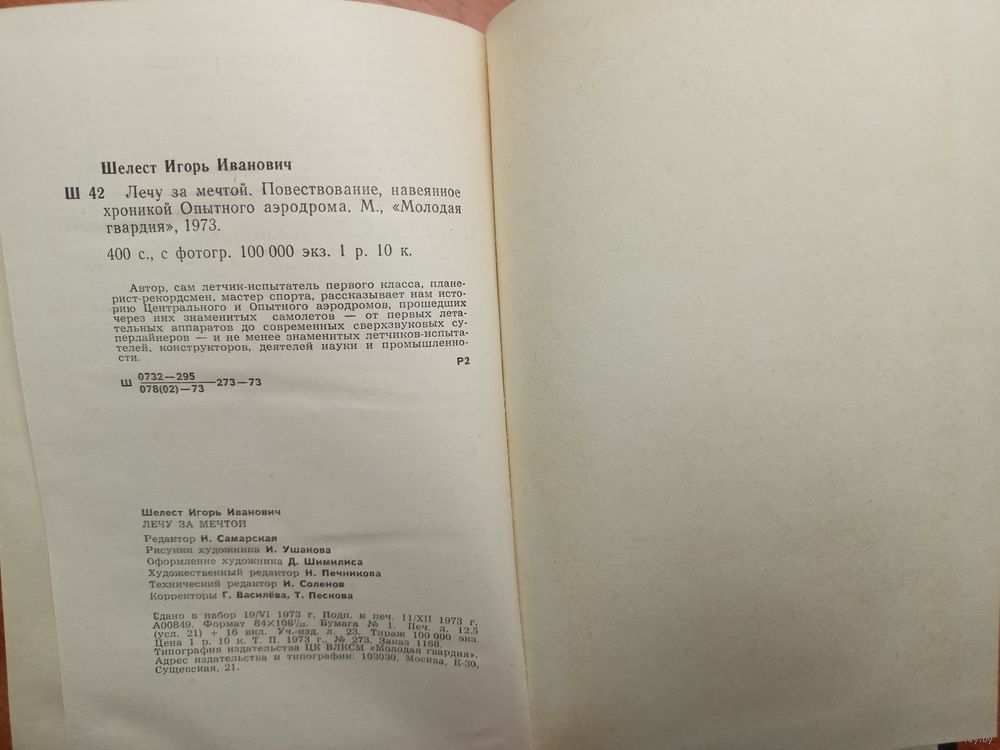 Шелест Игорь Иванович
Ш 42 Лечу за мечтой. Повествование, навеянное
хроникой Опытного аэродрома. М., «Молодая
гвардия», 1973.
400 с., с фотогр. 100 000 экз. 1 р. 10 к.
Автор, сам летчик-испытатель первого класса, плане-
рист-рекордсмен, мастер спорта, рассказывает нам исто-
рию Центрального и Опытного аэродромов, прошедших
через них знаменитых самолетов — от первых лета-
тельных аппаратов до современных сверхзвуковых су-
перлайнеров — и не менее знаменитых летчиков-испыта-
телей, конструкторов, деятелей науки и промышленно-
сти.
Р2
Ш 0732—295
078(02)—73 —273—73
Шелест Игорь Иванович
ЛЕЧУ ЗА МЕЧТОЙ
Редактор Н. Самарская
Рисунки художника И. Ушакова
Оформление художника Д. Шимилиса
Художественный редактор Н. Печникова
Технический редактор И. Соленов
Корректоры Г. Василёва, Т. Пескова
Сдано в набор 19/VI 1973 г. Подп. к печ. 11/XII 1973 г.
А00849. Формат 84×108¹/₃₂. Бумага № 1. Печ. л. 12,5
(усл. 21) + 16 вкл. Уч.-изд. л. 23. Тираж 100 000 экз.
Цена 1 р. 10 к. Т. П. 1973 г., № 273. Заказ 1168.
Типография издательства ЦК ВЛКСМ «Молодая гвардия».
Адрес издательства и типографии: 103030, Москва, К-30,
Сущевская, 21.